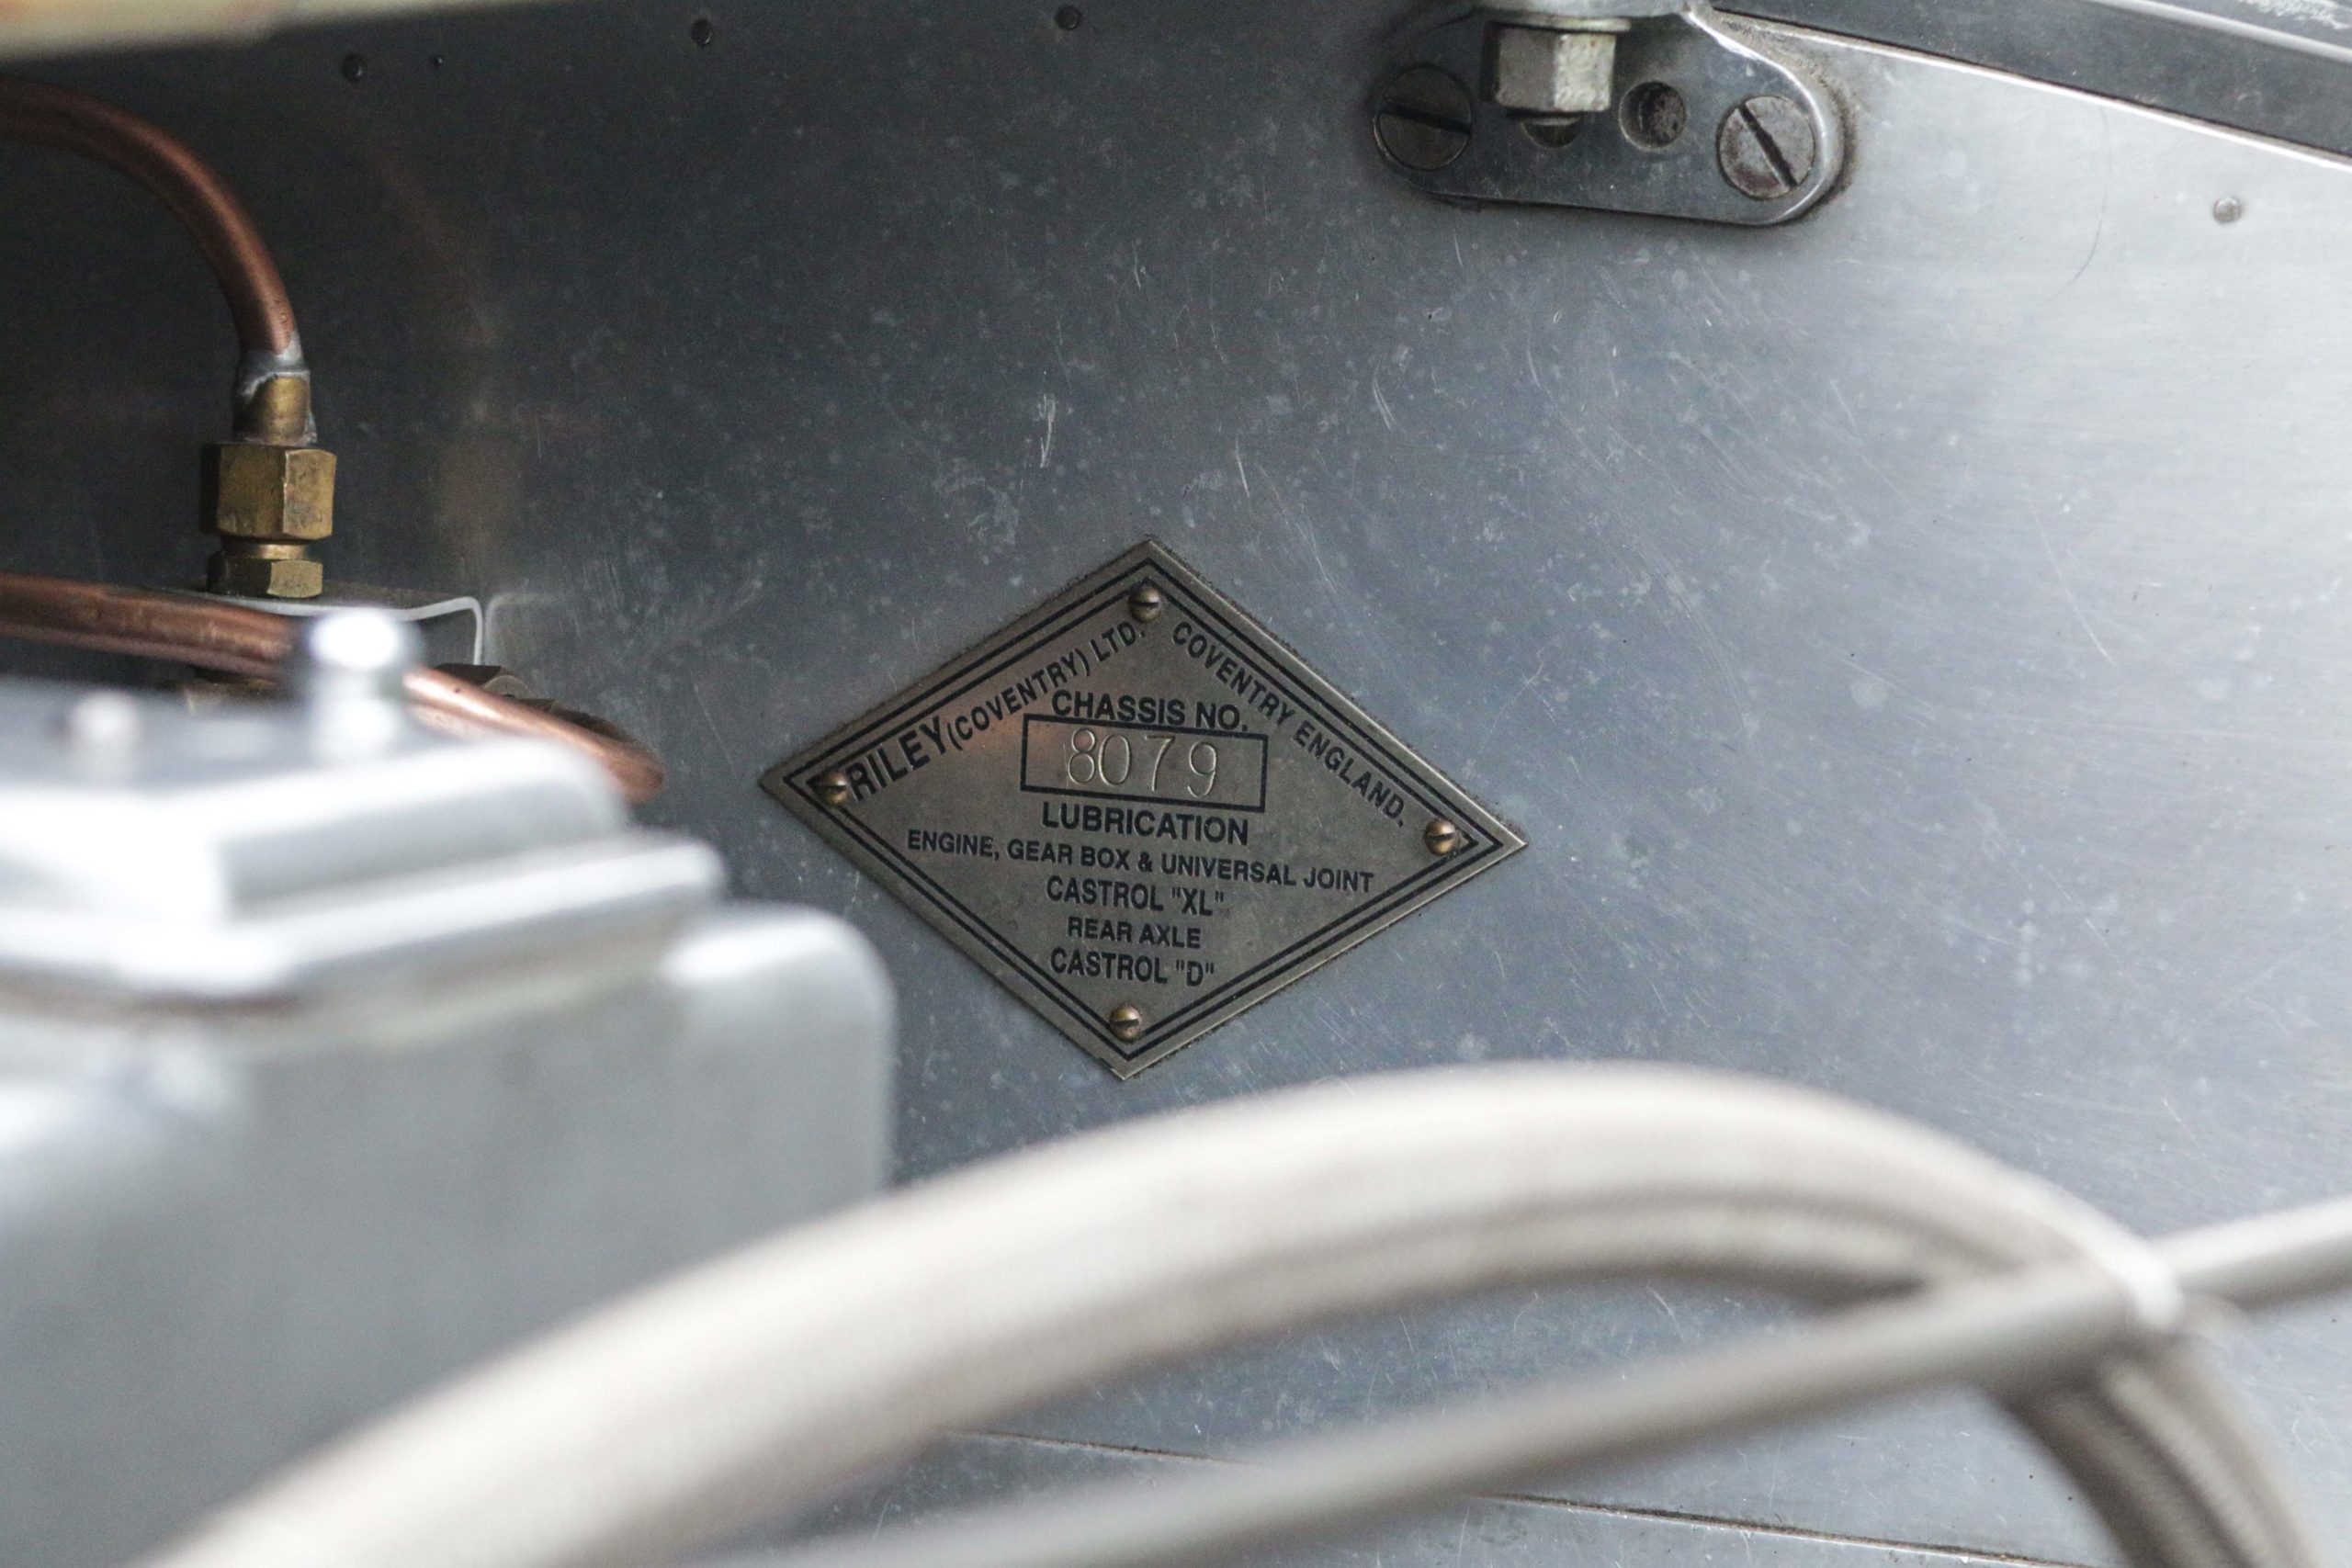 RILEY (COVENTRY) LTD.
COVENTRY ENGLAND.
CHASSIS NO.
8079
LUBRICATION
ENGINE, GEAR BOX & UNIVERSAL JOINT
CASTROL "XL"
REAR AXLE
CASTROL "D"